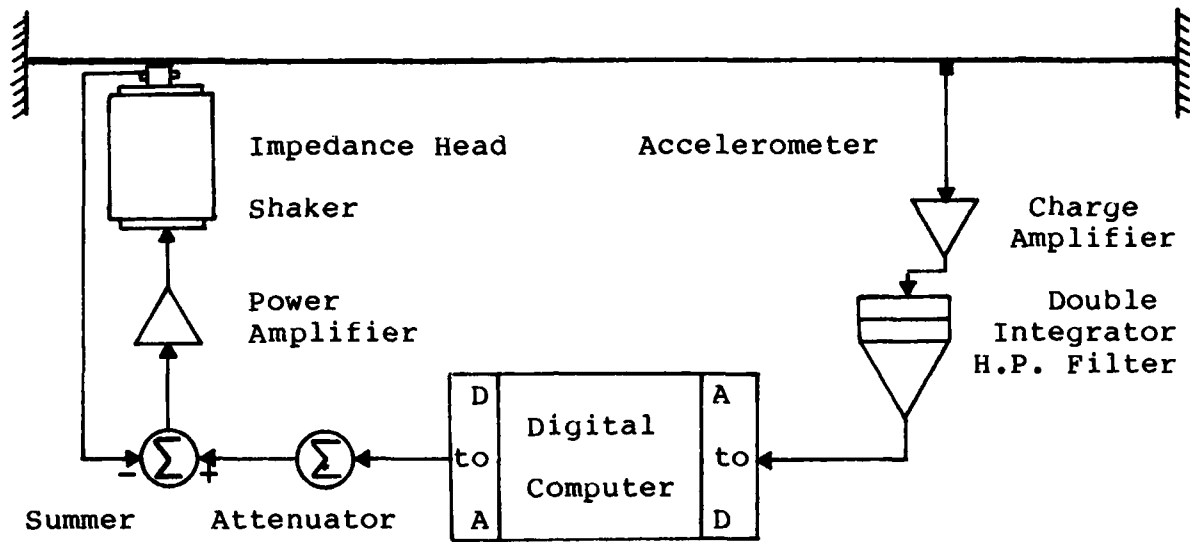 Impedance Head
Accelerometer
Shaker
Charge
Amplifier
Power
Amplifier
Double
Integrator
H.P. Filter
D
to
A
Digital
Computer
A
to
D
Σ
Σ
−
+
Summer
Attenuator